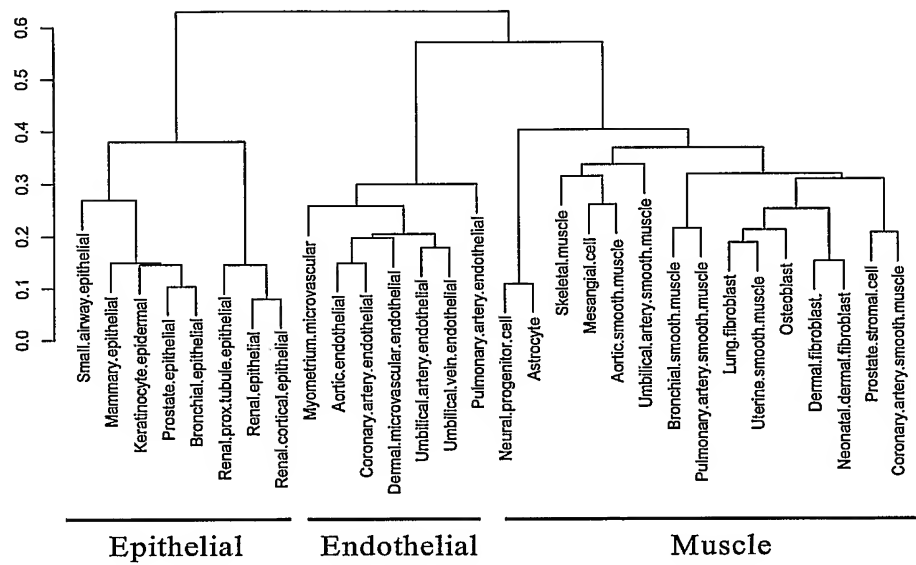 0.6
0.5
0.4
0.3
0.2
0.1
0.0
Small.airway.epithelial
Mammary.epithelial
Keratinocyte.epidermal
Prostate.epithelial
Bronchial.epithelial
Renal.prox.tubule.epithelial
Renal.epithelial
Renal.cortical.epithelial
Myometrium.microvascular
Aortic.endothelial
Coronary.artery.endothelial
Dermal.microvascular.endothelial
Umbilical.artery.endothelial
Umbilical.vein.endothelial
Pulmonary.artery.endothelial
Neural.progenitor.cell
Astrocyte
Skeletal.muscle
Mesangial.cell
Aortic.smooth.muscle
Umbilical.artery.smooth.muscle
Bronchial.smooth.muscle
Pulmonary.artery.smooth.muscle
Lung.fibroblast
Uterine.smooth.muscle
Osteoblast
Dermal.fibroblast.
Neonatal.dermal.fibroblast
Prostate.stromal.cell
Coronary.artery.smooth.muscle
Epithelial
Endothelial
Muscle